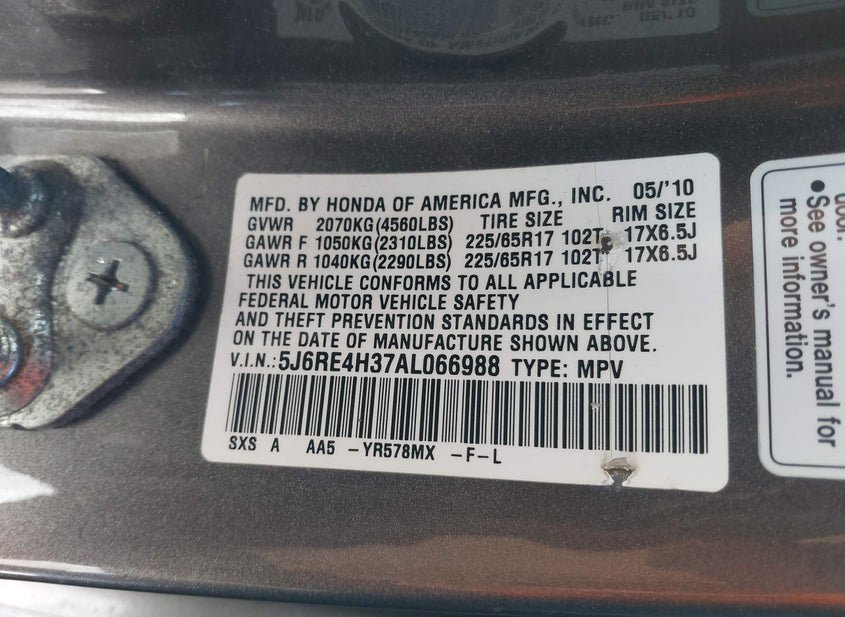 MFD. BY HONDA OF AMERICA MFG., INC. 05/'10
GVWR 2070KG(4560LBS) TIRE SIZE RIM SIZE
GAWR F 1050KG(2310LBS) 225/65R17 102T 17X6.5J
GAWR R 1040KG(2290LBS) 225/65R17 102T 17X6.5J
THIS VEHICLE CONFORMS TO ALL APPLICABLE
FEDERAL MOTOR VEHICLE SAFETY
AND THEFT PREVENTION STANDARDS IN EFFECT
ON THE DATE OF MANUFACTURE SHOWN ABOVE.
V.I.N.:5J6RE4H37AL066988 TYPE: MPV
SXS A AA5 -YR578MX -F-L
door.
• See owner's manual for
more information.